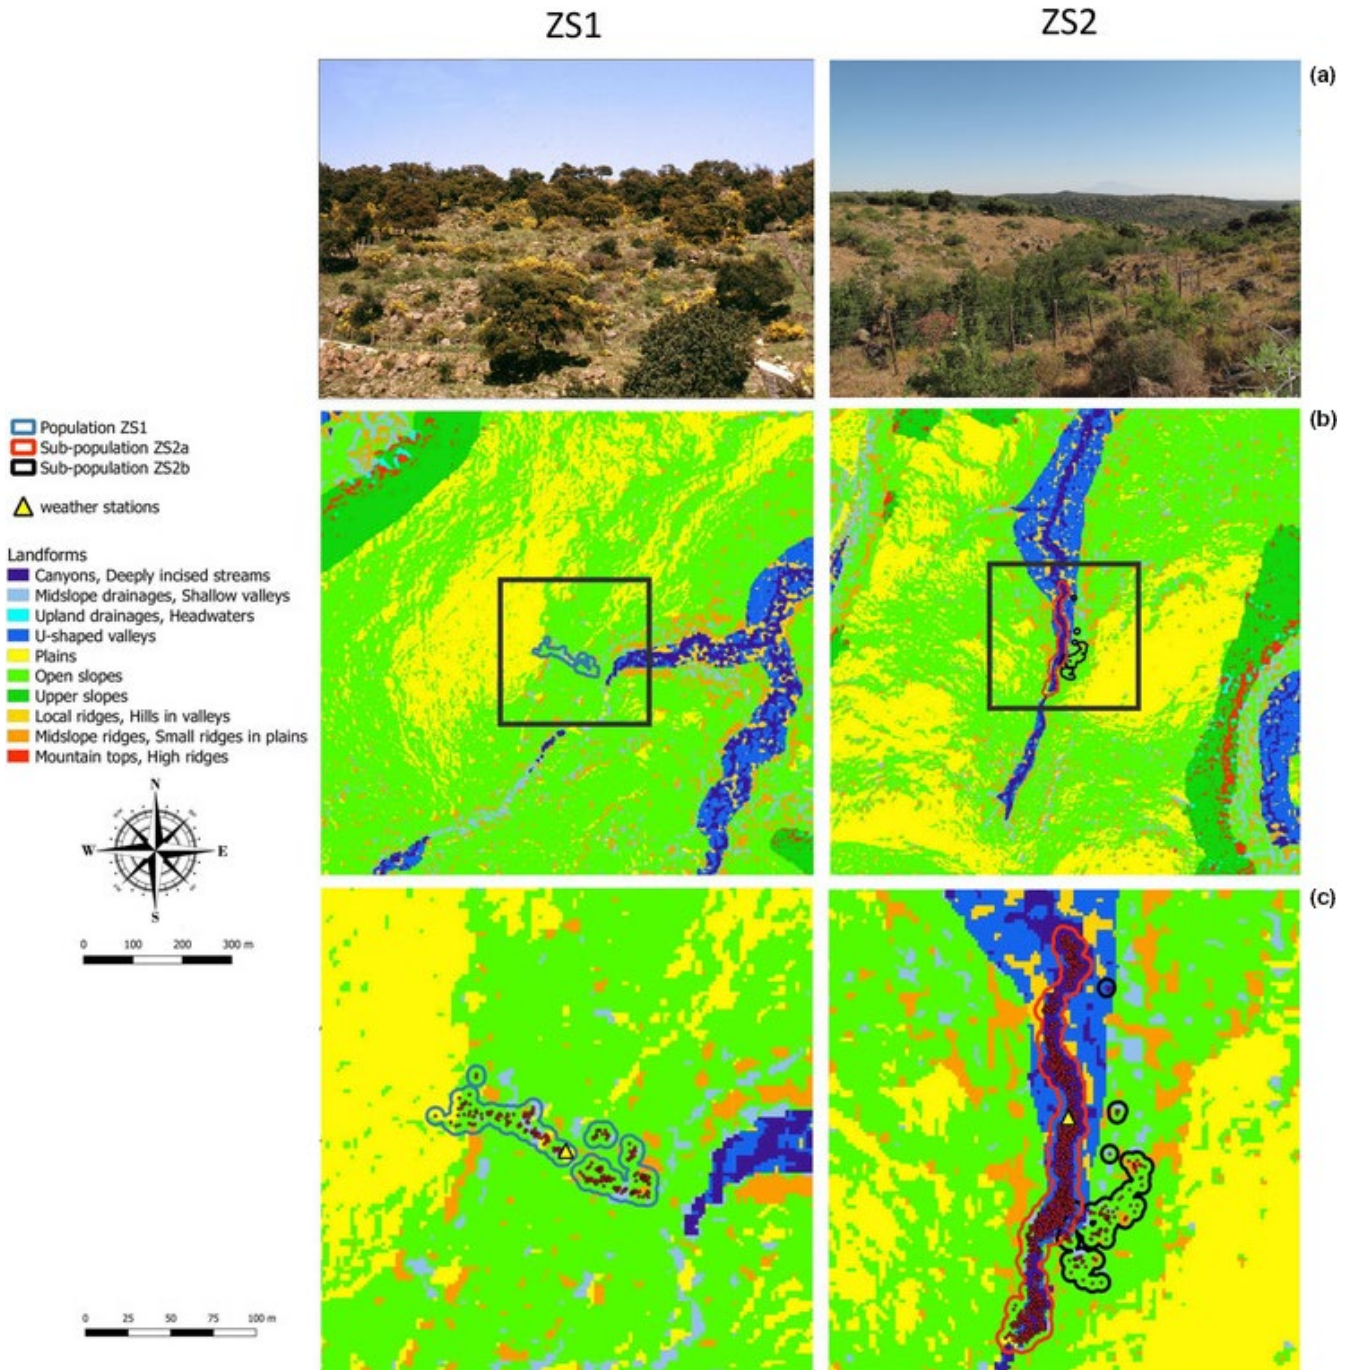 ZS1
ZS2
(a)
(b)
Population ZS1
Sub-population ZS2a
Sub-population ZS2b
weather stations
Landforms
Canyons, Deeply incised streams
Midslope drainages, Shallow valleys
Upland drainages, Headwaters
U-shaped valleys
Plains
Open slopes
Upper slopes
Local ridges, Hills in valleys
Midslope ridges, Small ridges in plains
Mountain tops, High ridges
N
W E
S
(c)
0 100 200 300 m
0 25 50 75 100 m